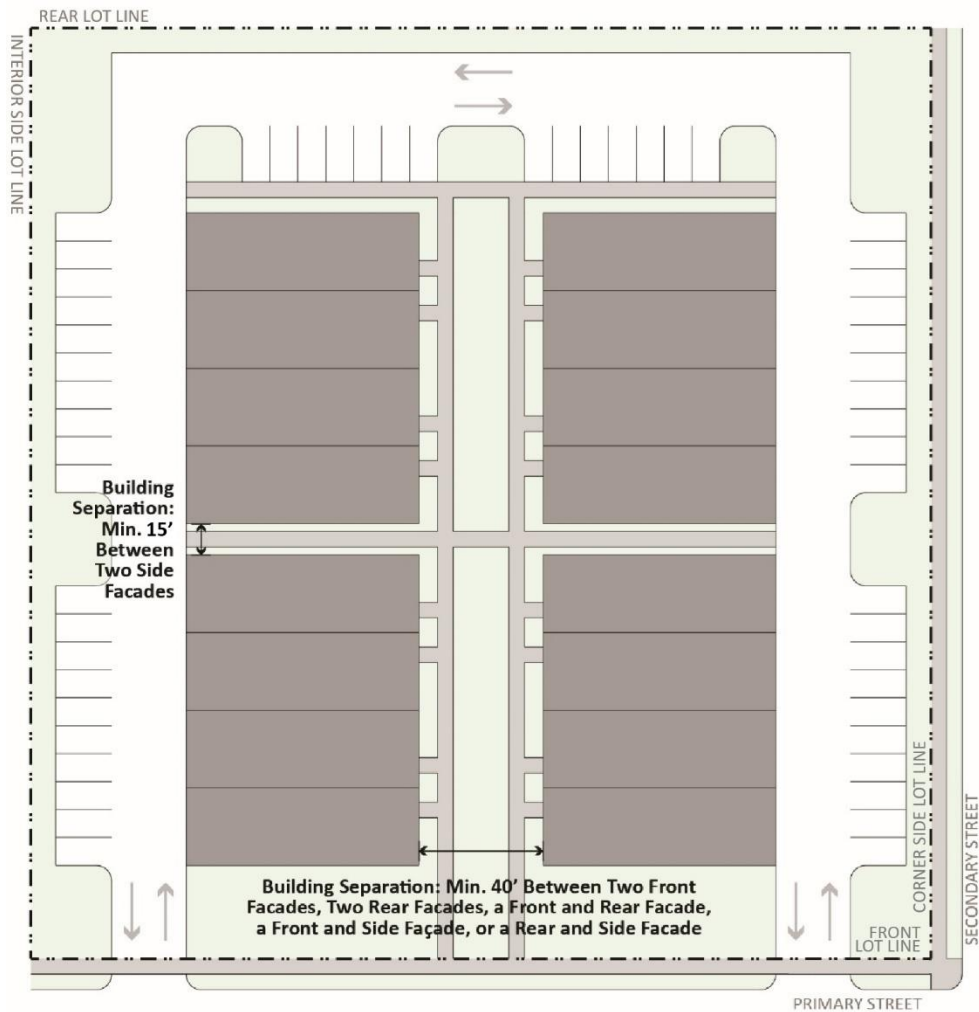 REAR LOT LINE
INTERIOR SIDE LOT LINE
Building
Separation:
Min. 15’
Between
Two Side
Facades
Building Separation: Min. 40’ Between Two Front
Facades, Two Rear Facades, a Front and Rear Facade,
a Front and Side Façade, or a Rear and Side Facade
CORNER SIDE LOT LINE
FRONT
LOT LINE
SECONDARY STREET
PRIMARY STREET